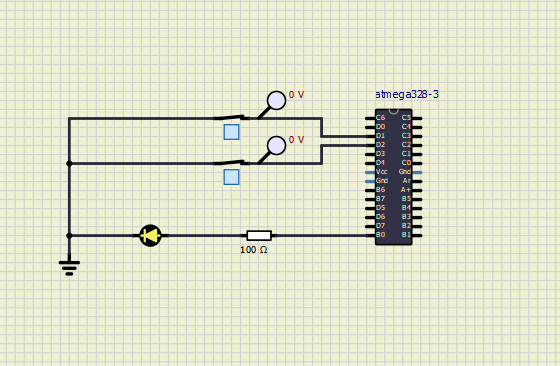 atmega328-3
0 V
0 V
100 Ω
C6 C5
D0 C4
D1 C3
D2 C2
D3 C1
D4 C0
Vcc Gnd
Gnd Ar
B6 A+
B7 B5
D5 B4
D6 B3
D7 B2
B0 B1